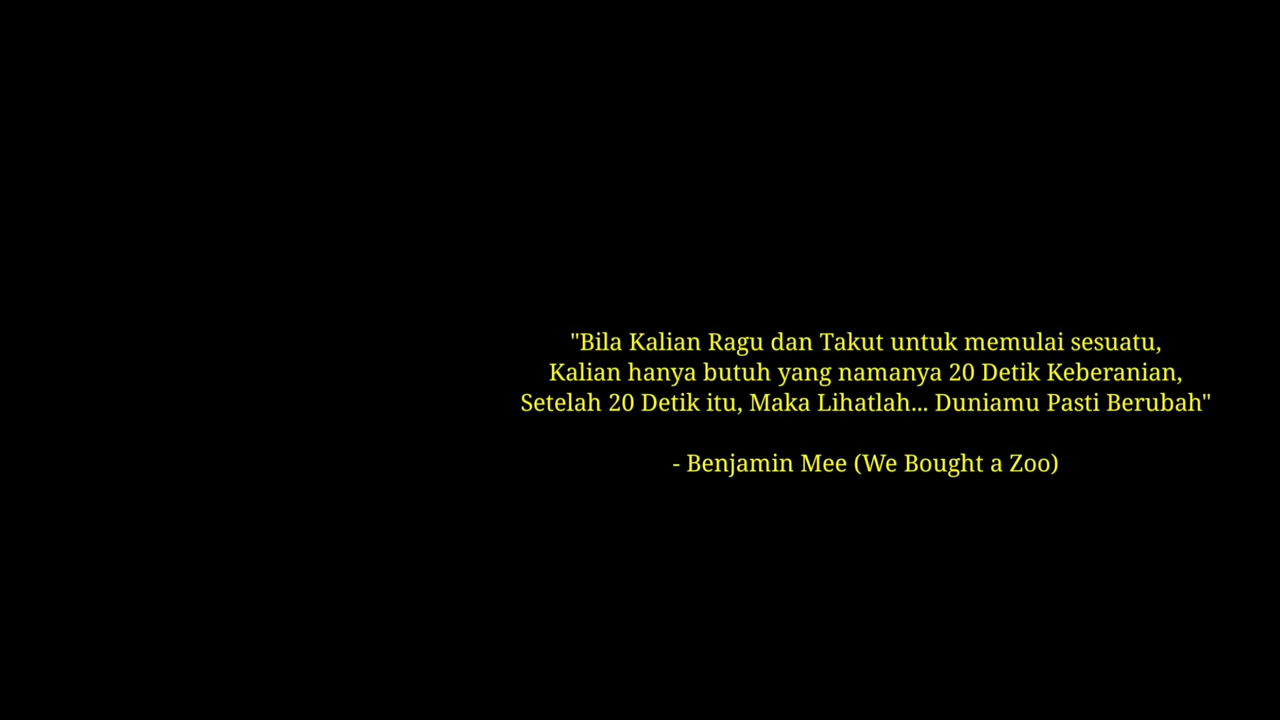 "Bila Kalian Ragu dan Takut untuk memulai sesuatu,
Kalian hanya butuh yang namanya 20 Detik Keberanian,
Setelah 20 Detik itu, Maka Lihatlah... Duniamu Pasti Berubah"
- Benjamin Mee (We Bought a Zoo)